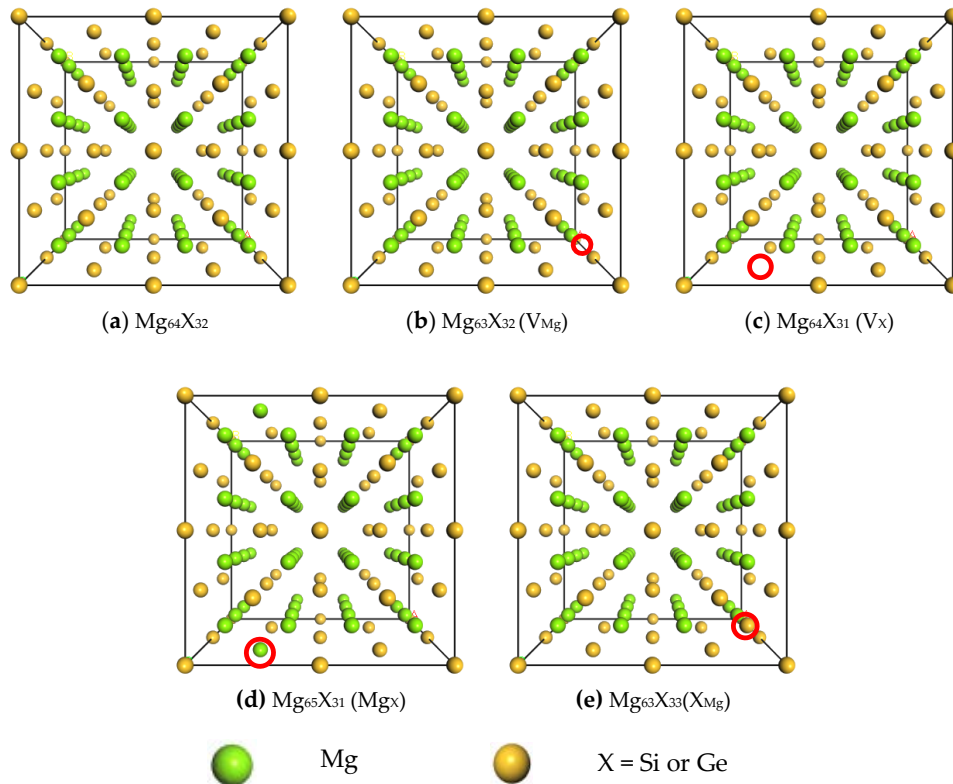 (a) Mg64X32
(b) Mg63X32 (VMg)
(c) Mg64X31 (VX)
(d) Mg65X31 (MgX)
(e) Mg63X33(XMg)
Mg
X = Si or Ge